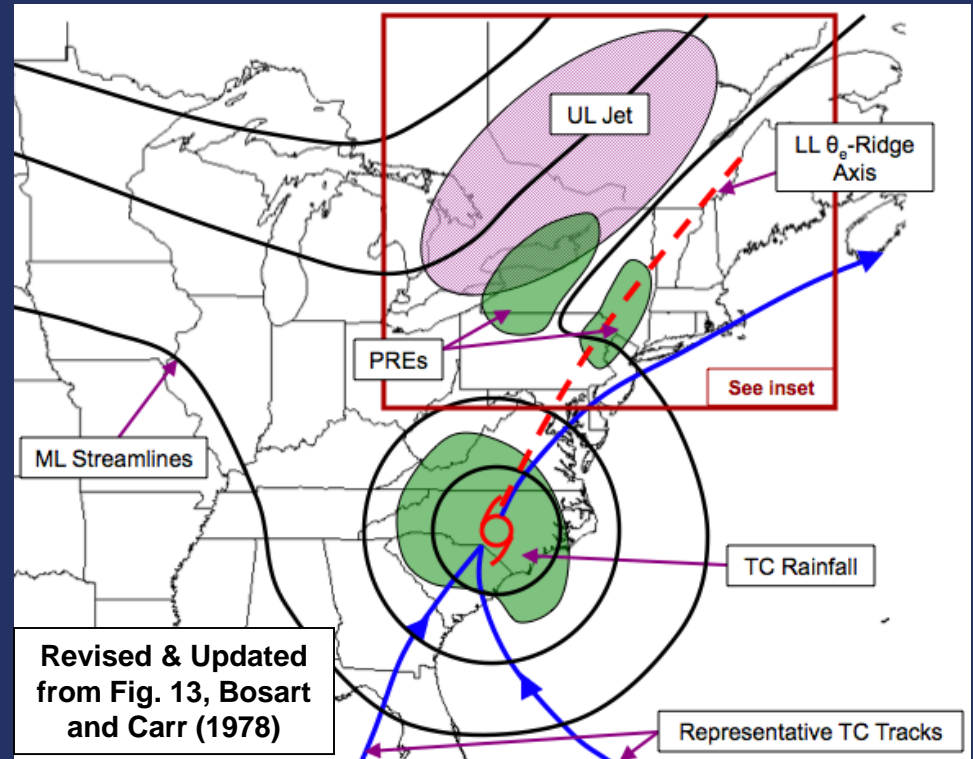 UL Jet
LL θe-Ridge
Axis
PREs
See inset
ML Streamlines
TC Rainfall
Revised & Updated
from Fig. 13, Bosart
and Carr (1978)
Representative TC Tracks